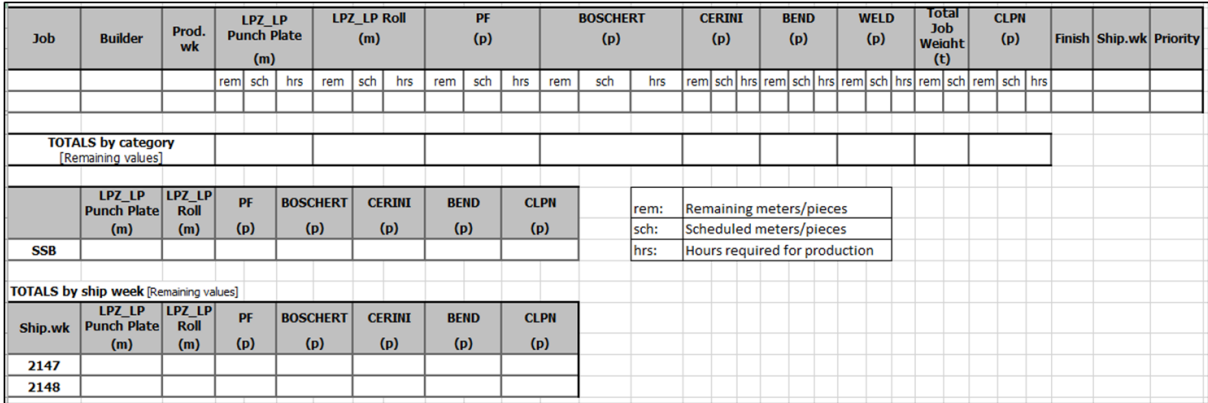 Job Builder Prod. wk LPZ_LP Punch Plate (m) LPZ_LP Roll (m) PF (p) BOSCHERT (p) CERINI (p) BEND (p) WELD (p) Total Job Weight (t) CLPN (p) Finish Ship.wk Priority
rem sch hrs rem sch hrs rem sch hrs rem sch hrs rem sch hrs rem sch hrs rem sch hrs rem sch rem sch hrs
TOTALS by category
[Remaining values]
LPZ_LP Punch Plate (m) LPZ_LP Roll (m) PF (p) BOSCHERT (p) CERINI (p) BEND (p) CLPN (p)
SSB
rem: Remaining meters/pieces
sch: Scheduled meters/pieces
hrs: Hours required for production
TOTALS by ship week [Remaining values]
Ship.wk LPZ_LP Punch Plate (m) LPZ_LP Roll (m) PF (p) BOSCHERT (p) CERINI (p) BEND (p) CLPN (p)
2147
2148